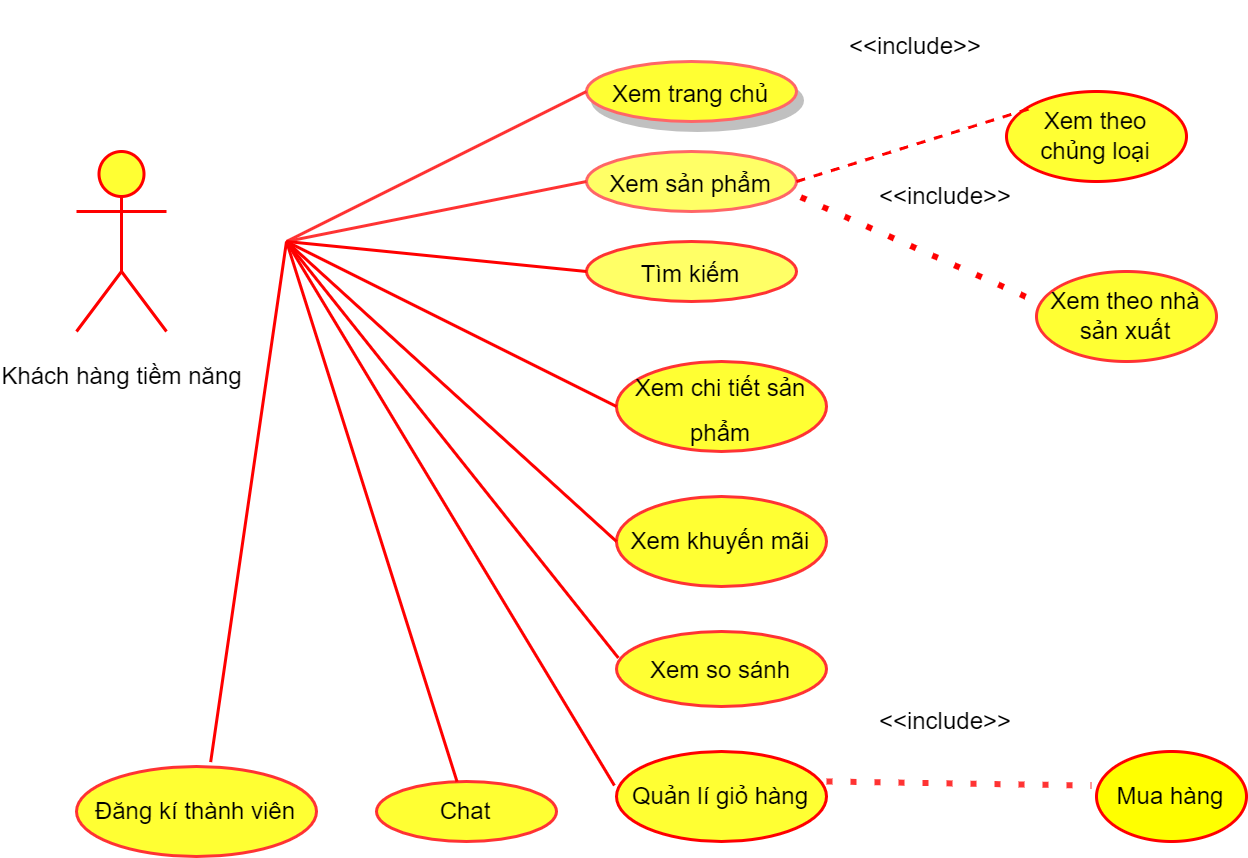 <<include>>
Xem trang chủ
Xem theo
chủng loại
Xem sản phẩm
<<include>>
Tìm kiếm
Xem theo nhà
sản xuất
Khách hàng tiềm năng
Xem chi tiết sản
phẩm
Xem khuyến mãi
Xem so sánh
<<include>>
Đăng kí thành viên
Chat
Quản lí giỏ hàng
Mua hàng